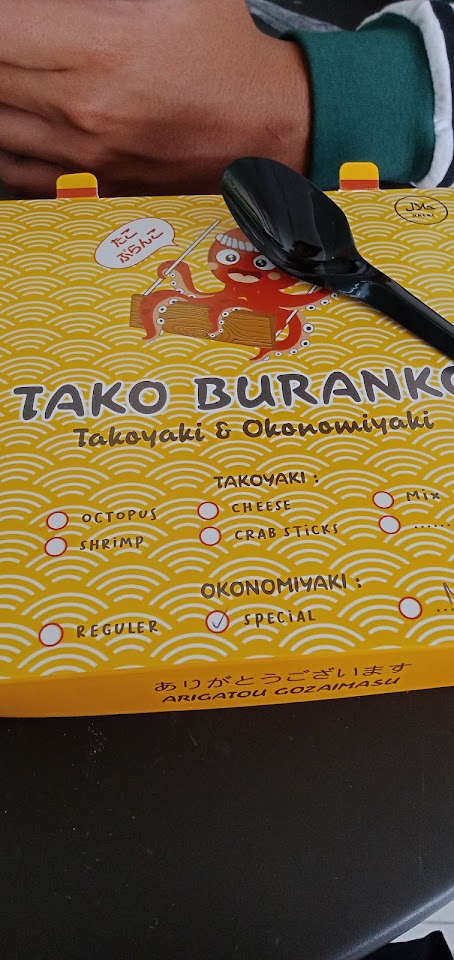 たこ
ぶらんこ
HALAL
TAKO BURANKO
Takoyaki & Okonomiyaki
TAKOYAKI :
OCTOPUS
CHEESE
MiX
SHRiMP
CRAB STiCKS
......
OKONOMIYAKI :
REGULER
SPECiAL
ありがとうございます
ARIGATOU GOZAIMASU